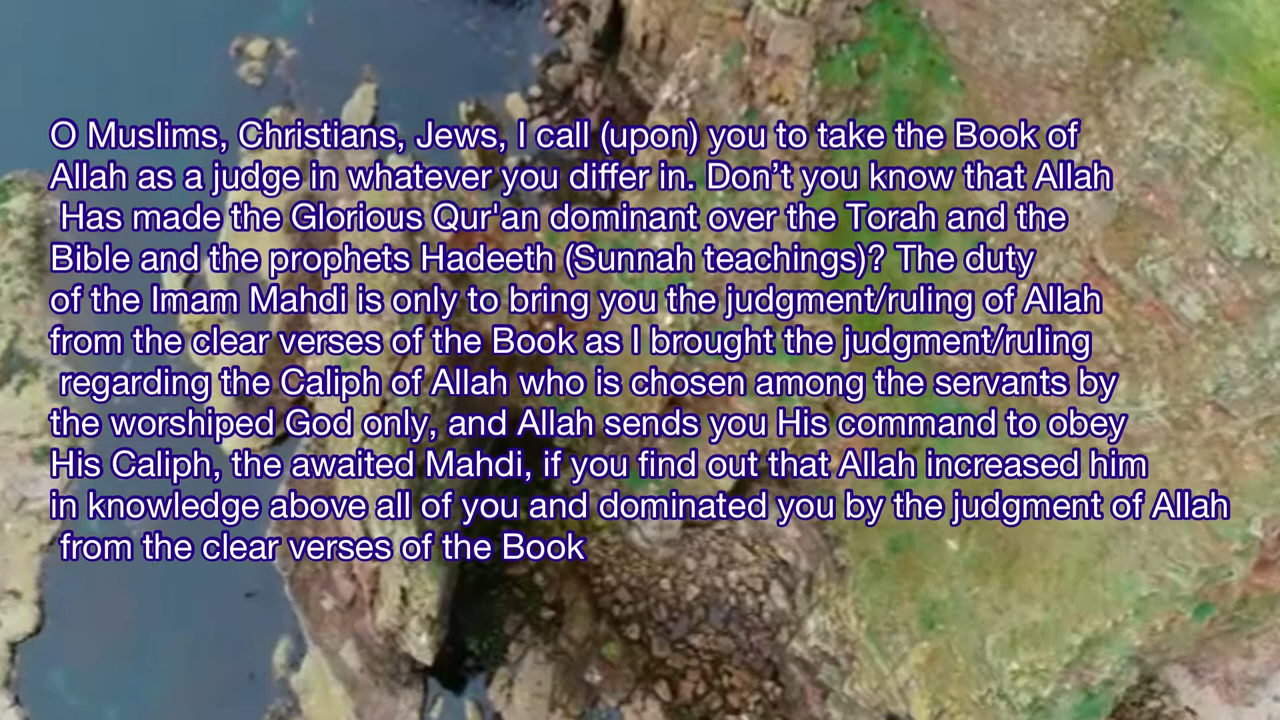 O Muslims, Christians, Jews, I call (upon) you to take the Book of
Allah as a judge in whatever you differ in. Don’t you know that Allah
Has made the Glorious Qur'an dominant over the Torah and the
Bible and the prophets Hadeeth (Sunnah teachings)? The duty
of the Imam Mahdi is only to bring you the judgment/ruling of Allah
from the clear verses of the Book as I brought the judgment/ruling
regarding the Caliph of Allah who is chosen among the servants by
the worshiped God only, and Allah sends you His command to obey
His Caliph, the awaited Mahdi, if you find out that Allah increased him
in knowledge above all of you and dominated you by the judgment of Allah
from the clear verses of the Book